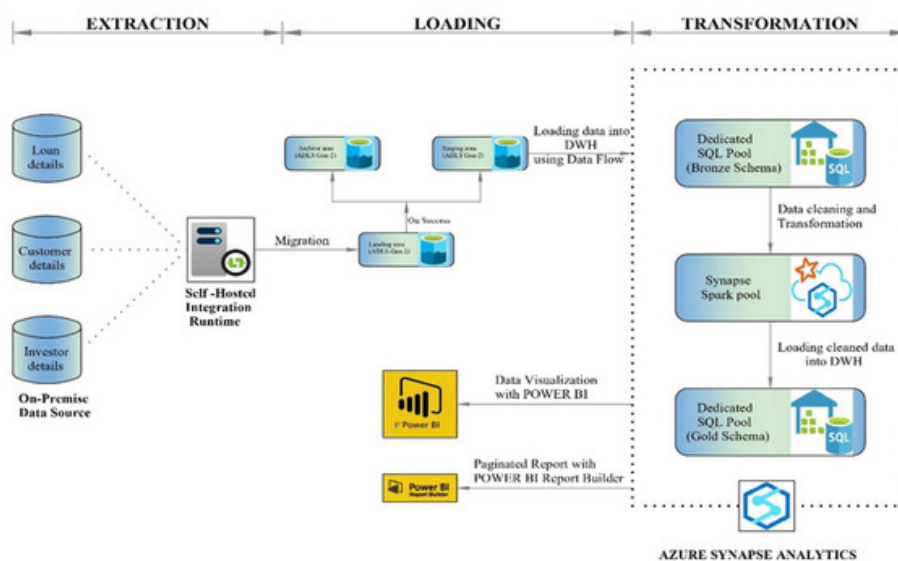 EXTRACTION
LOADING
TRANSFORMATION
Loan
details
Customer
details
Investor
details
On-Premise
Data Source
Self -Hosted
Integration
Runtime
Migration
Archive area
(ADLS-Gen-2)
Staging area
(ADLS-Gen-2)
On Success
Landing area
(ADLS-Gen-2)
Loading data into
DWH
using Data Flow
Dedicated
SQL Pool
(Bronze Schema)
SQL
Data cleaning and
Transformation
Synapse
Spark pool
Loading cleaned data
into DWH
Dedicated
SQL Pool
(Gold Schema)
SQL
Data Visualization
with POWER BI
Power BI
Paginated Report with
POWER BI Report Builder
Power BI
Report Builder
AZURE SYNAPSE ANALYTICS